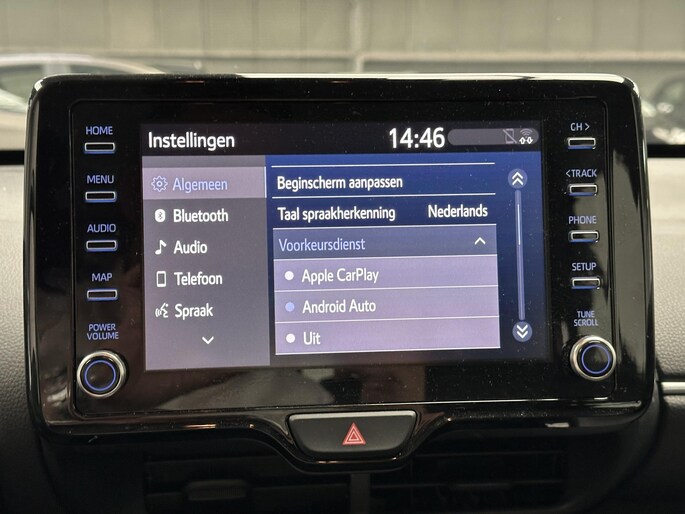 HOME
MENU
AUDIO
MAP
POWER
VOLUME
Instellingen
14:46
Algemeen
Bluetooth
Audio
Telefoon
Spraak
Beginscherm aanpassen
Taal spraakherkenning Nederlands
Voorkeursdienst
Apple CarPlay
Android Auto
Uit
CH >
< TRACK
PHONE
SETUP
TUNE
SCROLL